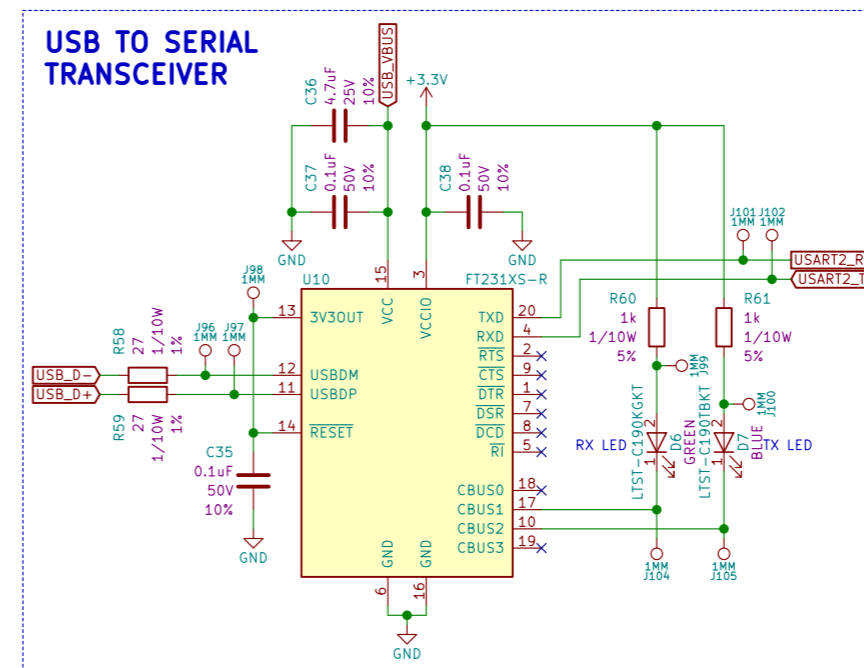 USB TO SERIAL
TRANSCEIVER
USB_VBUS
+3.3V
C36
4.7uF
25V
10%
C37
0.1uF
50V
10%
C38
0.1uF
50V
10%
GND
GND
J101
1MM
J102
1MM
USART2_R
USART2_T
J98
1MM
U10
FT231XS-R
15
VCC
3
VCCIO
13
3V3OUT
12
USBDM
11
USBDP
14
RESET
TXD
20
RXD
4
RTS
2
CTS
9
DTR
1
DSR
7
DCD
8
RI
5
CBUS0
18
CBUS1
17
CBUS2
10
CBUS3
19
GND
6
GND
16
GND
USB_D-
USB_D+
R58
27
1/10W
1%
R59
27
1/10W
1%
J96
1MM
J97
1MM
C35
0.1uF
50V
10%
GND
R60
1k
1/10W
5%
R61
1k
1/10W
5%
1MM
J99
1MM
J100
RX LED
LTST-C190KGKT
2
1
D6
GREEN
LTST-C190TBKT
2
1
D7
BLUE
TX LED
1MM
J104
1MM
J105